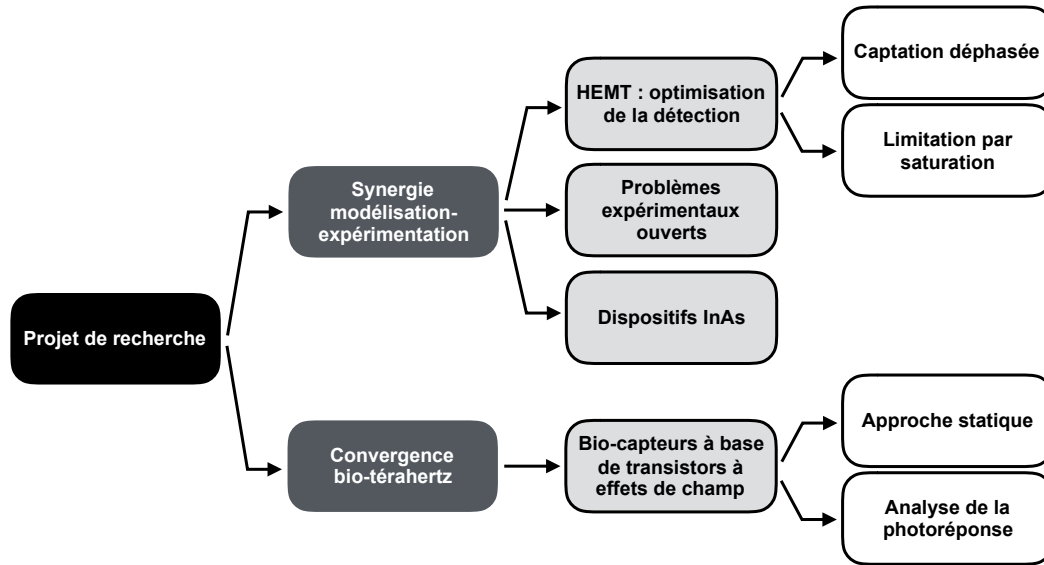 Projet de recherche
Synergie
modélisation-
expérimentation
HEMT : optimisation
de la détection
Captation déphasée
Limitation par
saturation
Problèmes
expérimentaux
ouverts
Dispositifs InAs
Convergence
bio-térahertz
Bio-capteurs à base
de transistors à
effets de champ
Approche statique
Analyse de la
photoréponse